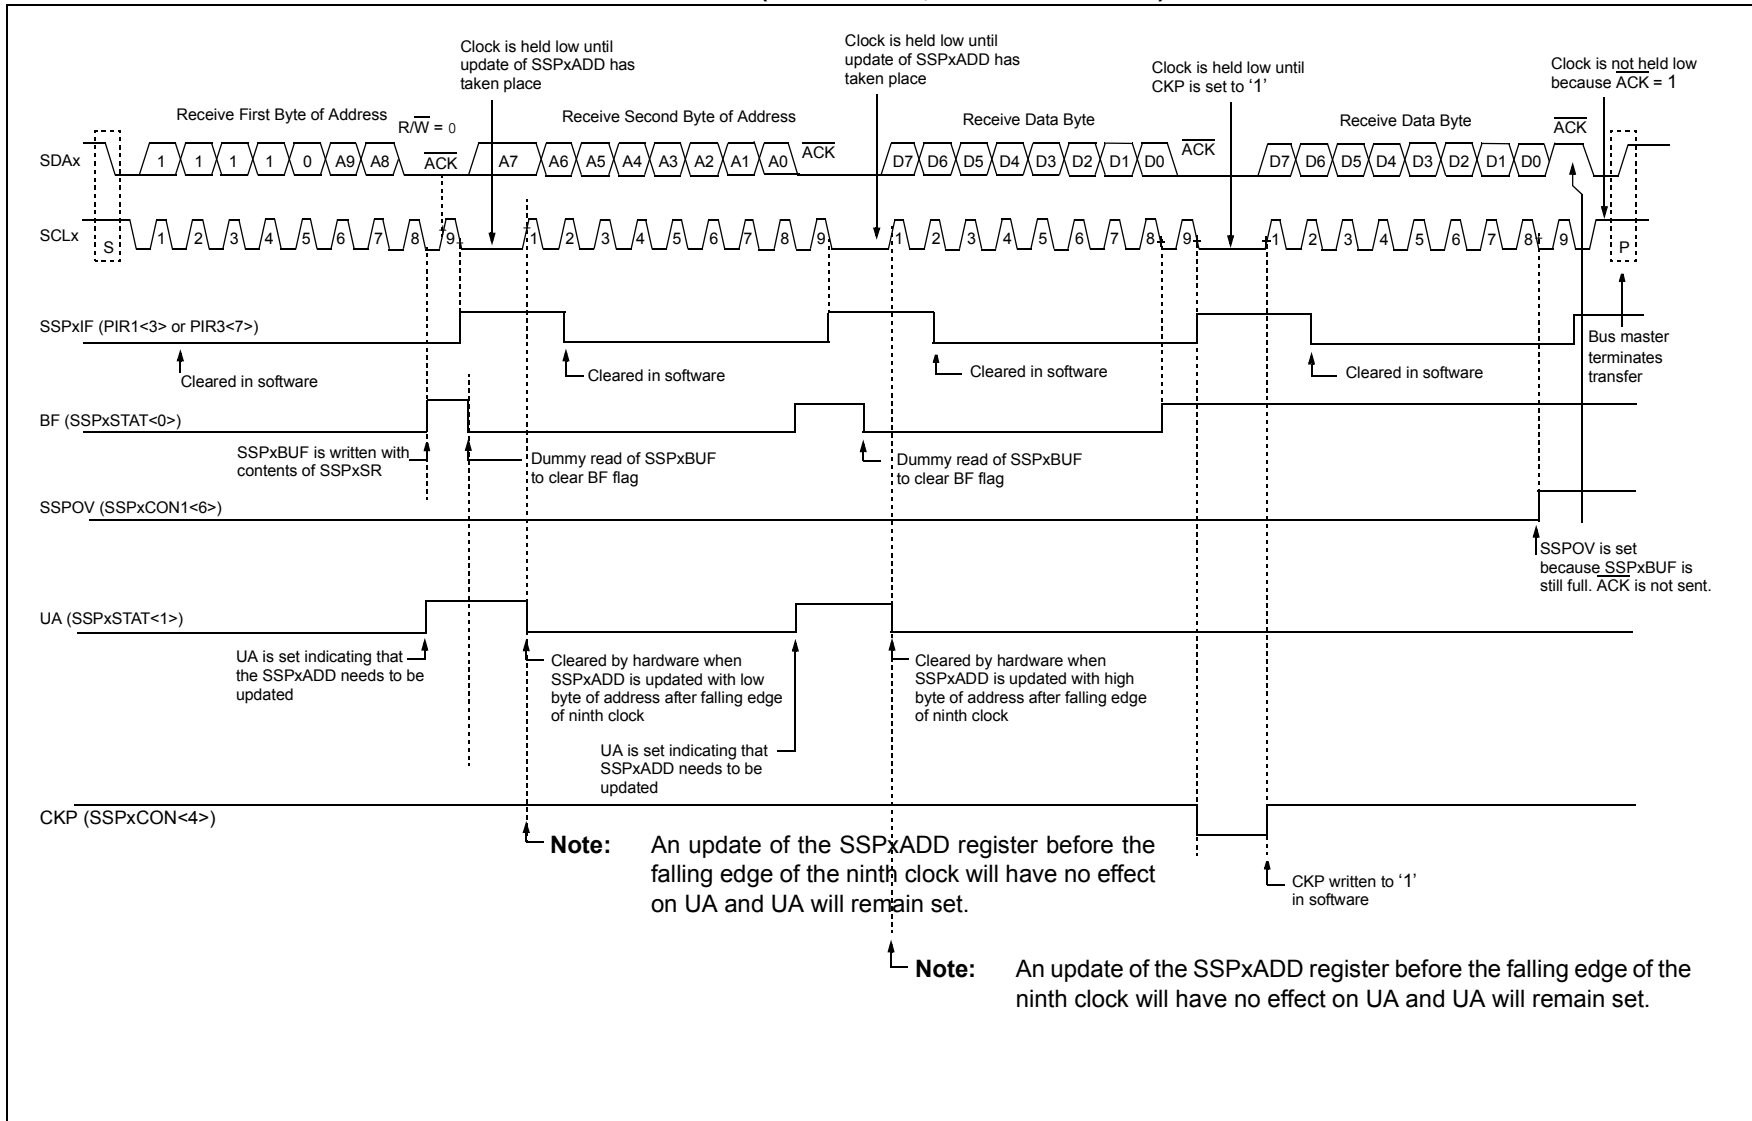 Clock is held low until
update of SSPxADD has
taken place
Clock is held low until
update of SSPxADD has
taken place
Clock is held low until
CKP is set to ‘1’
Clock is not held low
because ACK = 1
Receive First Byte of Address
R/W = 0
Receive Second Byte of Address
Receive Data Byte
Receive Data Byte
SDAx
1 1 1 1 0 A9 A8 ACK A7 A6 A5 A4 A3 A2 A1 A0 ACK D7 D6 D5 D4 D3 D2 D1 D0 ACK D7 D6 D5 D4 D3 D2 D1 D0 ACK
SCLx
S 1 2 3 4 5 6 7 8 9 1 2 3 4 5 6 7 8 9 1 2 3 4 5 6 7 8 9 1 2 3 4 5 6 7 8 9 P
SSPxIF (PIR1<3> or PIR3<7>)
Cleared in software
Cleared in software
Cleared in software
Cleared in software
Bus master
terminates
transfer
BF (SSPxSTAT<0>)
SSPxBUF is written with
contents of SSPxSR
Dummy read of SSPxBUF
to clear BF flag
Dummy read of SSPxBUF
to clear BF flag
SSPOV (SSPxCON1<6>)
SSPOV is set
because SSPxBUF is
still full. ACK is not sent.
UA (SSPxSTAT<1>)
UA is set indicating that
the SSPxADD needs to be
updated
Cleared by hardware when
SSPxADD is updated with low
byte of address after falling edge
of ninth clock
UA is set indicating that
SSPxADD needs to be
updated
Cleared by hardware when
SSPxADD is updated with high
byte of address after falling edge
of ninth clock
CKP (SSPxCON<4>)
Note: An update of the SSPxADD register before the
falling edge of the ninth clock will have no effect
on UA and UA will remain set.
CKP written to ‘1’
in software
Note: An update of the SSPxADD register before the falling edge of the
ninth clock will have no effect on UA and UA will remain set.